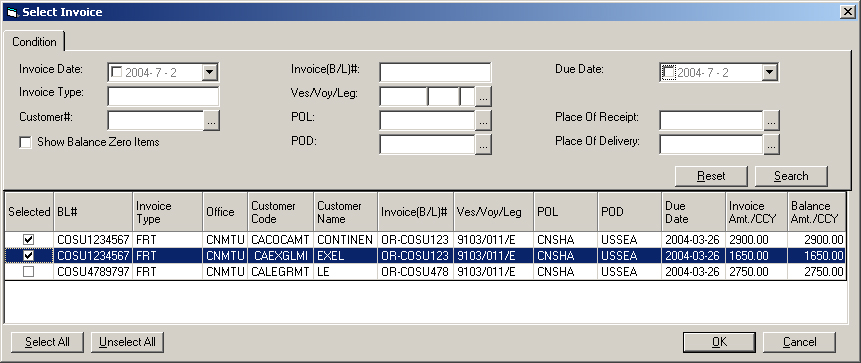 Select Invoice
Condition
Invoice Date: 2004- 7 - 2 Invoice(B/L)#: Due Date: 2004- 7 - 2
Invoice Type: Ves/Voy/Leg: ...
Customer#: ... POL: ... Place Of Receipt: ...
Show Balance Zero Items POD: ... Place Of Delivery: ...
Reset Search
Selected BL# Invoice Type Office Customer Code Customer Name Invoice(B/L)# Ves/Voy/Leg POL POD Due Date Invoice Amt./CCY Balance Amt./CCY
COSU1234567 FRT CNMTU CACOCAMT CONTINEN OR-COSU123 9103/011/E CNSHA USSEA 2004-03-26 2900.00 2900.00
COSU1234567 FRT CNMTU CAEXGLMI EXEL OR-COSU123 9103/011/E CNSHA USSEA 2004-03-26 1650.00 1650.00
COSU4789797 FRT CNMTU CALEGRMT LE OR-COSU478 9103/011/E CNSHA USSEA 2004-03-26 2750.00 2750.00
Select All Unselect All OK Cancel